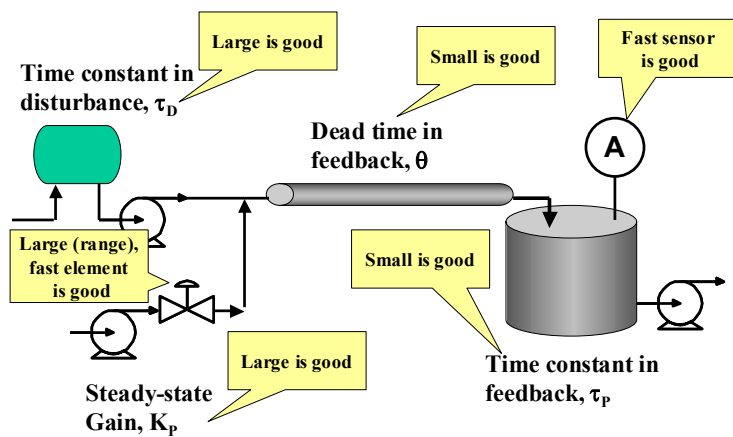 Large is good
Time constant in
disturbance, τD
Small is good
Fast sensor
is good
Dead time in
feedback, θ
A
Large (range),
fast element
is good
Small is good
Large is good
Time constant in
feedback, τP
Steady-state
Gain, KP